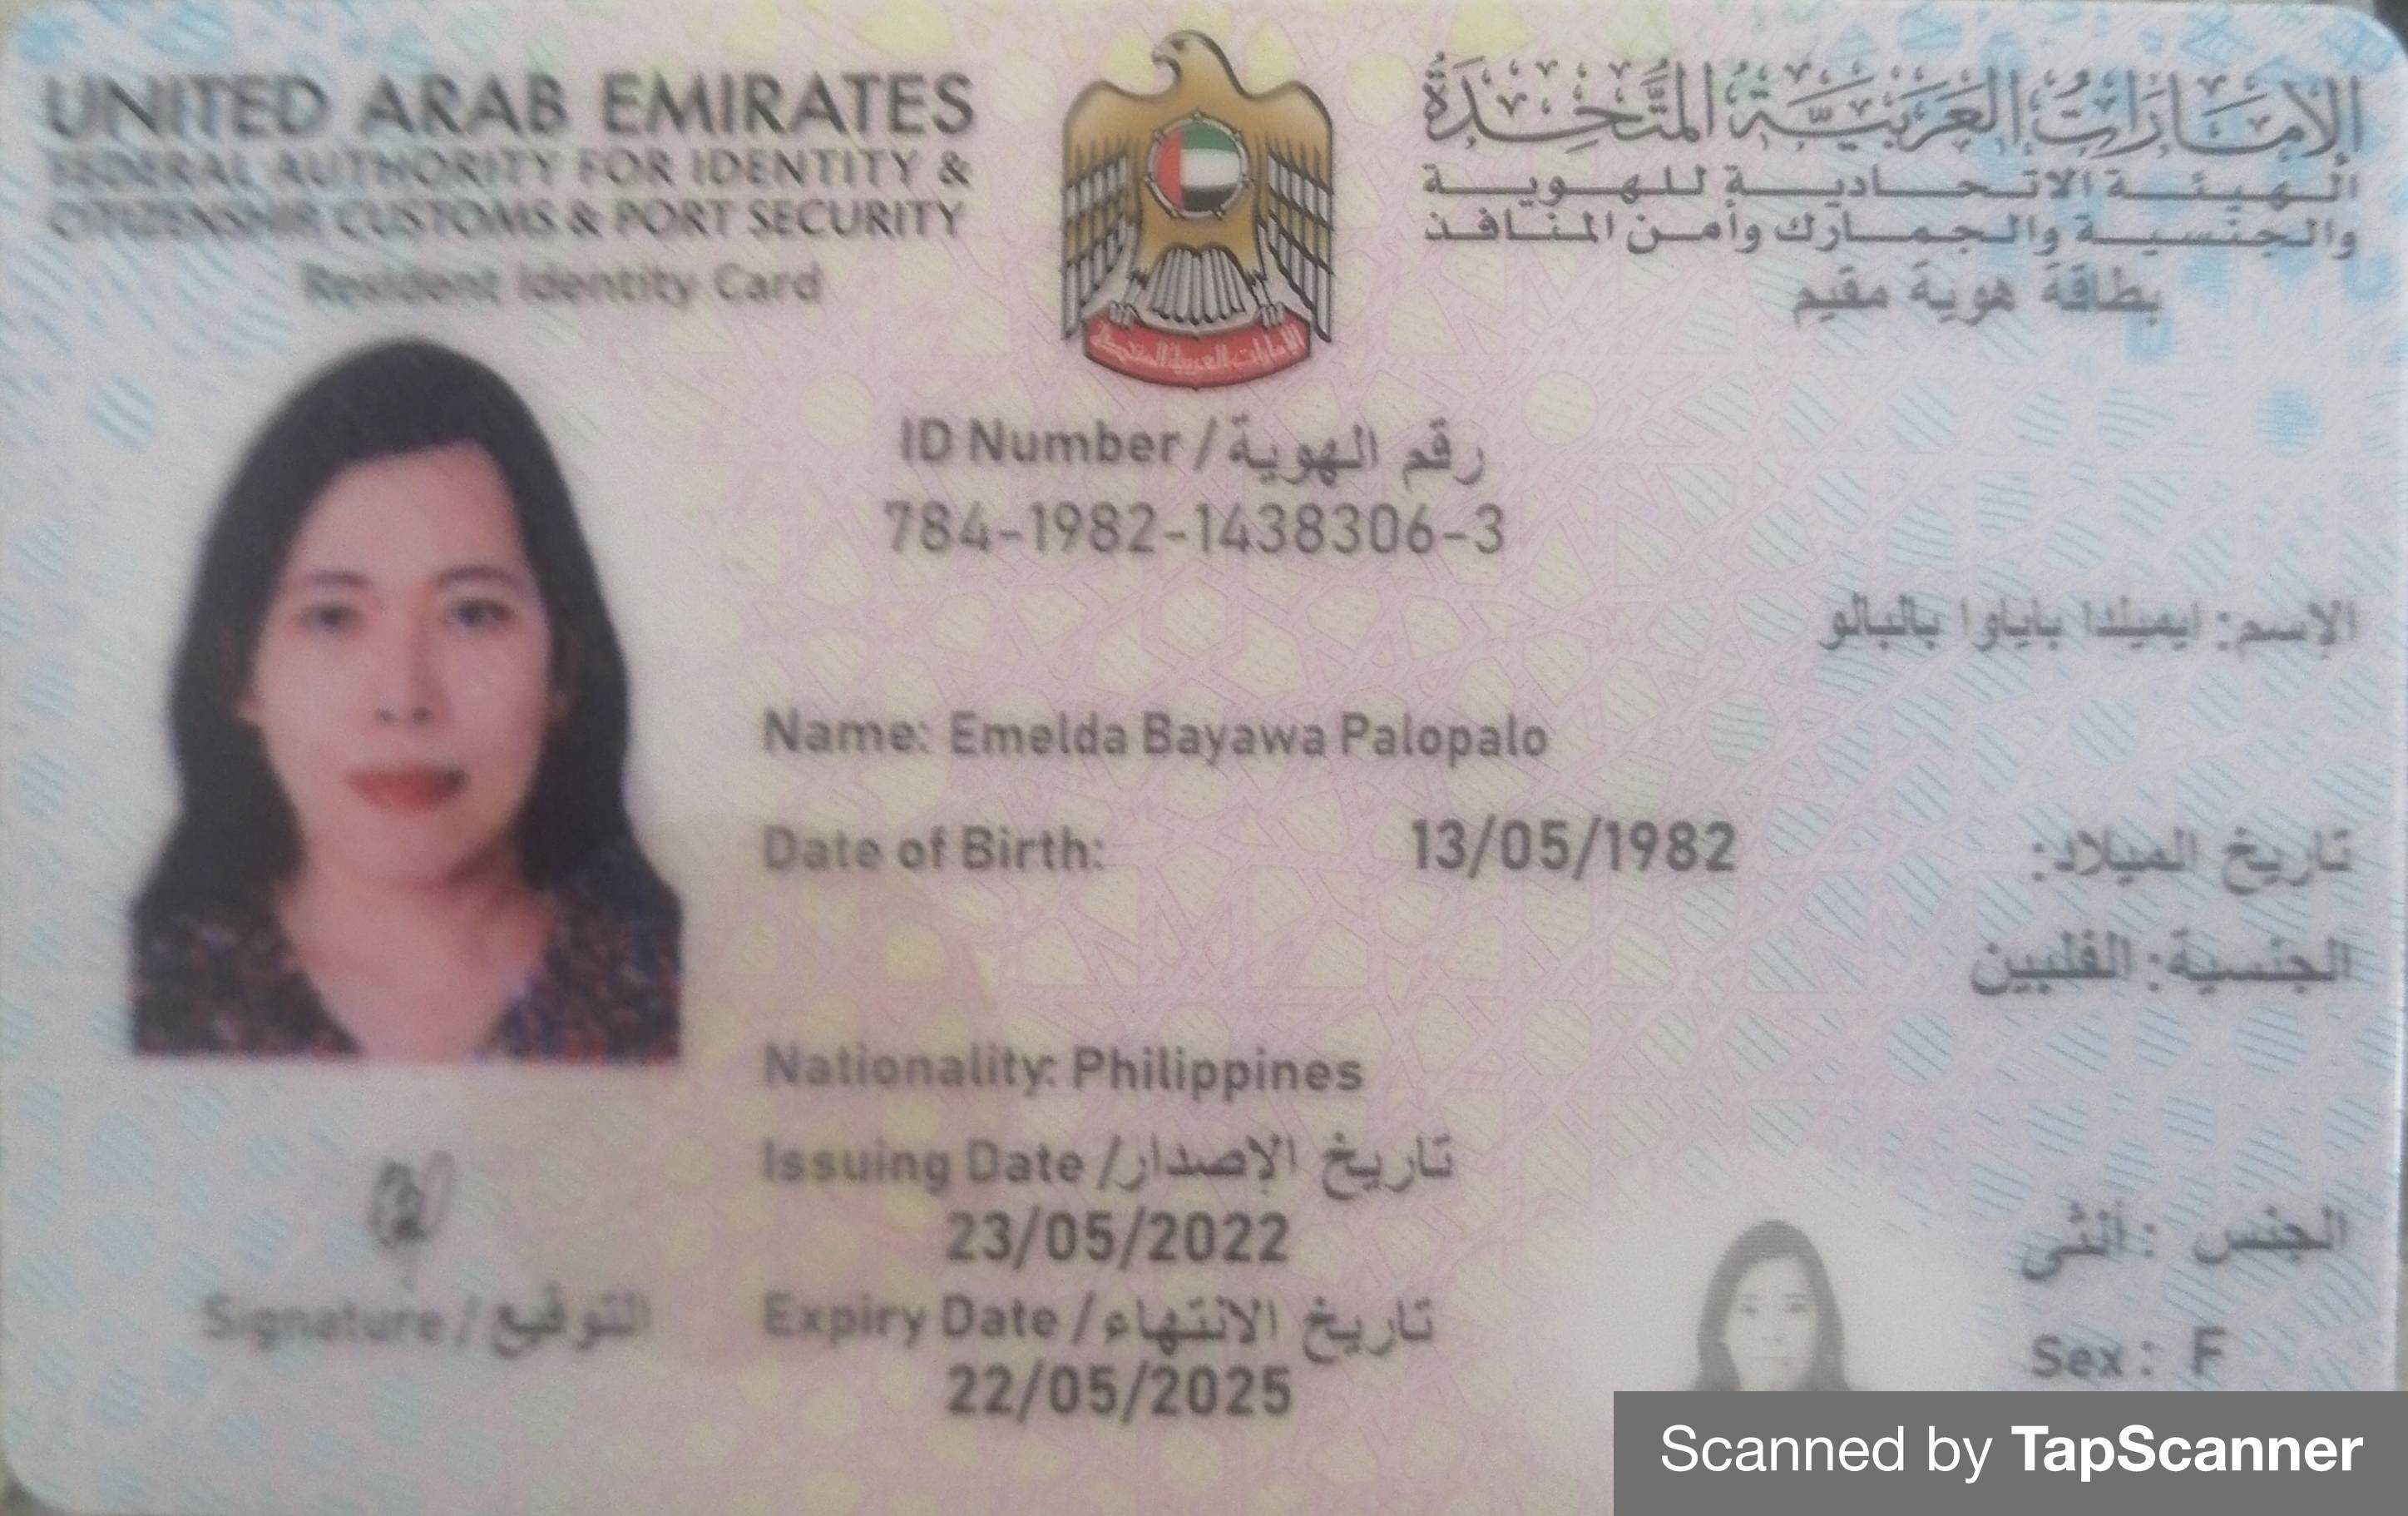 UNITED ARAB EMIRATES
FEDERAL AUTHORITY FOR IDENTITY &
CITIZENSHIP CUSTOMS & PORT SECURITY
Resident Identity Card
الإمارات العربية المتحدة
الهيئة الاتحادية للهوية
والجنسية والجمارك وأمن المنافذ
بطاقة هوية مقيم
الإمارات العربية المتحدة
ID Number / رقم الهوية
784-1982-1438306-3
الإسم: ايميلدا باياوا بالبالو
Name: Emelda Bayawa Palopalo
Date of Birth: 13/05/1982 تاريخ الميلاد:
الجنسية: الفلبين
Nationality: Philippines
Issuing Date / تاريخ الإصدار
23/05/2022
Expiry Date / تاريخ الانتهاء
22/05/2025
Signature / التوقيع
الجنس : أنثى
Sex : F
Scanned by TapScanner